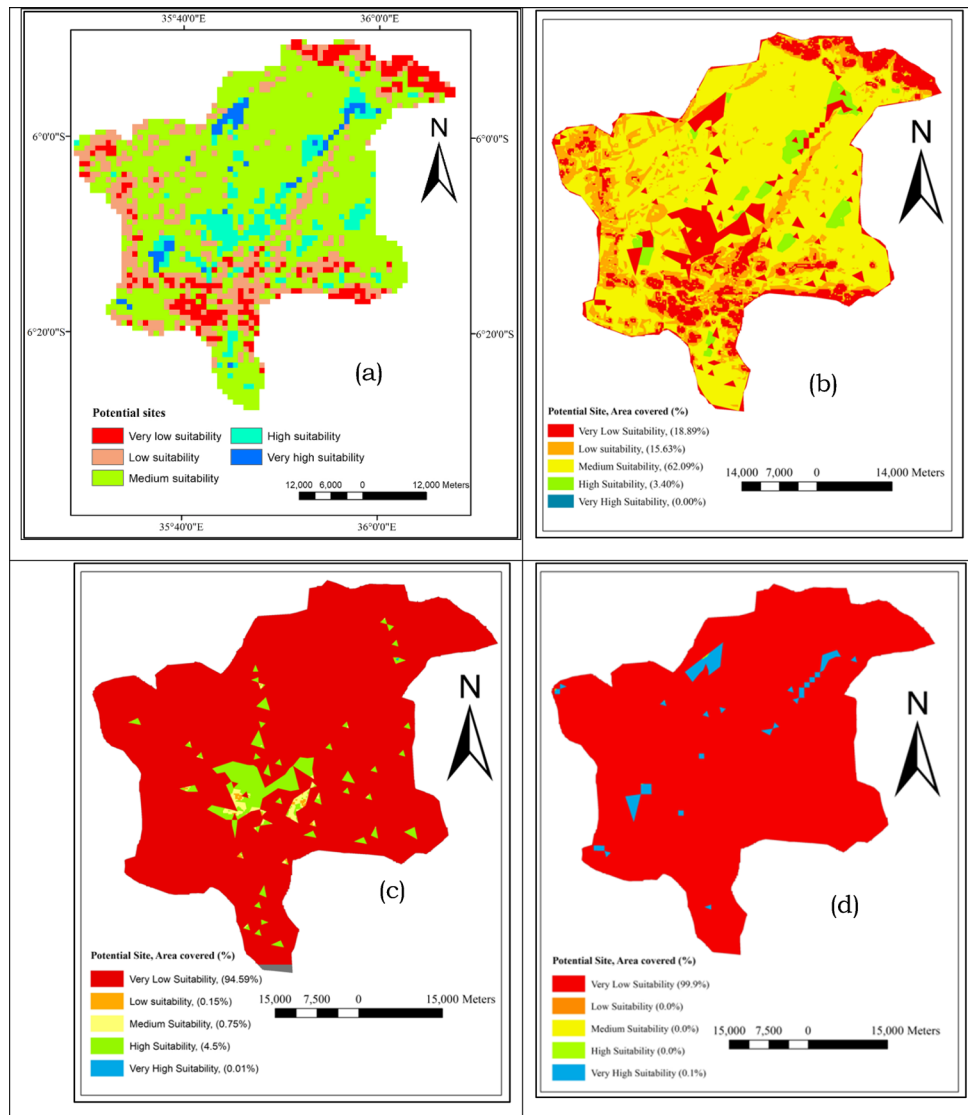 35°40'0"E 36°0'0"E
N
6°0'0"S 6°0'0"S
6°20'0"S 6°20'0"S
(a)
Potential sites
Very low suitability High suitability
Low suitability Very high suitability
Medium suitability
12,000 6,000 0 12,000 Meters
35°40'0"E 36°0'0"E
N
(b)
Potential Site, Area covered (%)
Very Low Suitability, (18.89%)
Low suitability, (15.63%)
Medium Suitability, (62.09%)
High Suitability, (3.40%)
Very High Suitability, (0.00%)
14,000 7,000 0 14,000 Meters
N
(c)
Potential Site, Area covered (%)
Very Low Suitability, (94.59%)
Low suitability, (0.15%)
Medium Suitability, (0.75%)
High Suitability, (4.5%)
Very High Suitability, (0.01%)
15,000 7,500 0 15,000 Meters
N
(d)
Potential Site, Area covered (%)
Very Low Suitability (99.9%)
Low Suitability (0.0%)
Medium Suitability (0.0%)
High Suitability (0.0%)
Very High Suitability (0.1%)
15,000 7,500 0 15,000 Meters